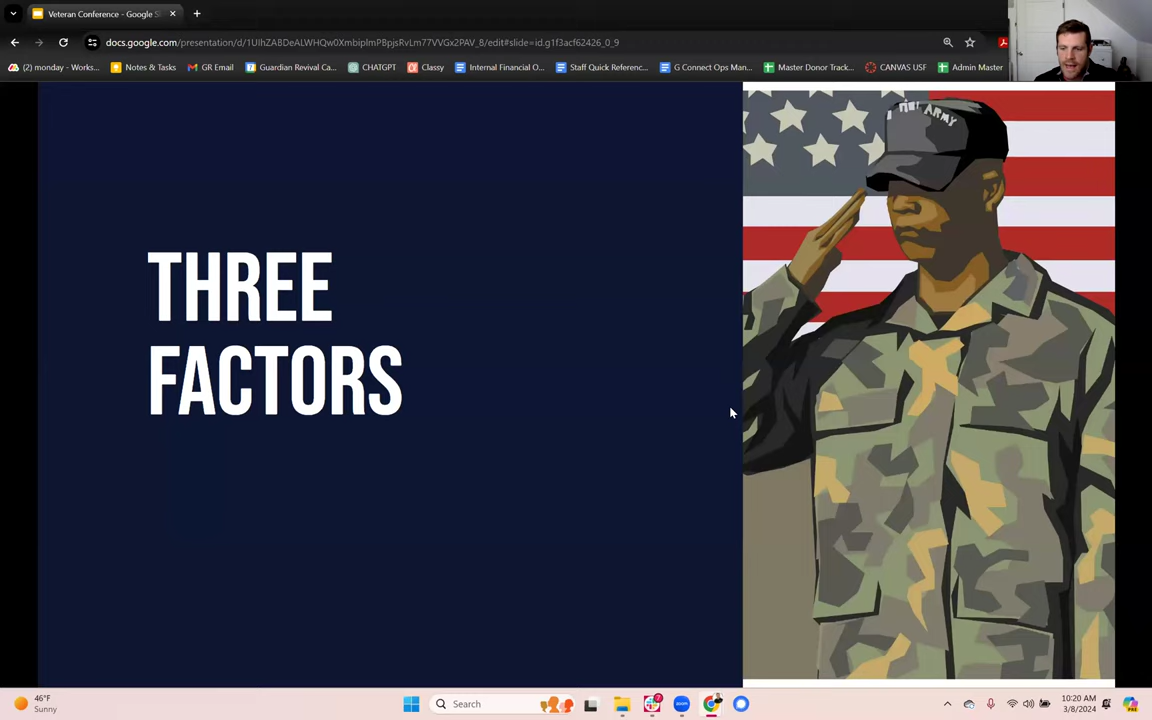 Veteran Conference - Google S
docs.google.com/presentation/d/1UIhZABDeALWHQw0XmbiplmPBpjsRvLm77VVGx2PAV_8/edit#slide=id.g1f3acf62426_0_9
(2) monday - Works...
Notes & Tasks
GR Email
Guardian Revival Ca...
CHATGPT
Classy
Internal Financial O...
Staff Quick Referenc...
G Connect Ops Man...
Master Donor Track...
CANVAS USF
Admin Master
ARMY
THREE
FACTORS
46°F
Sunny
Search
10:20 AM
3/8/2024